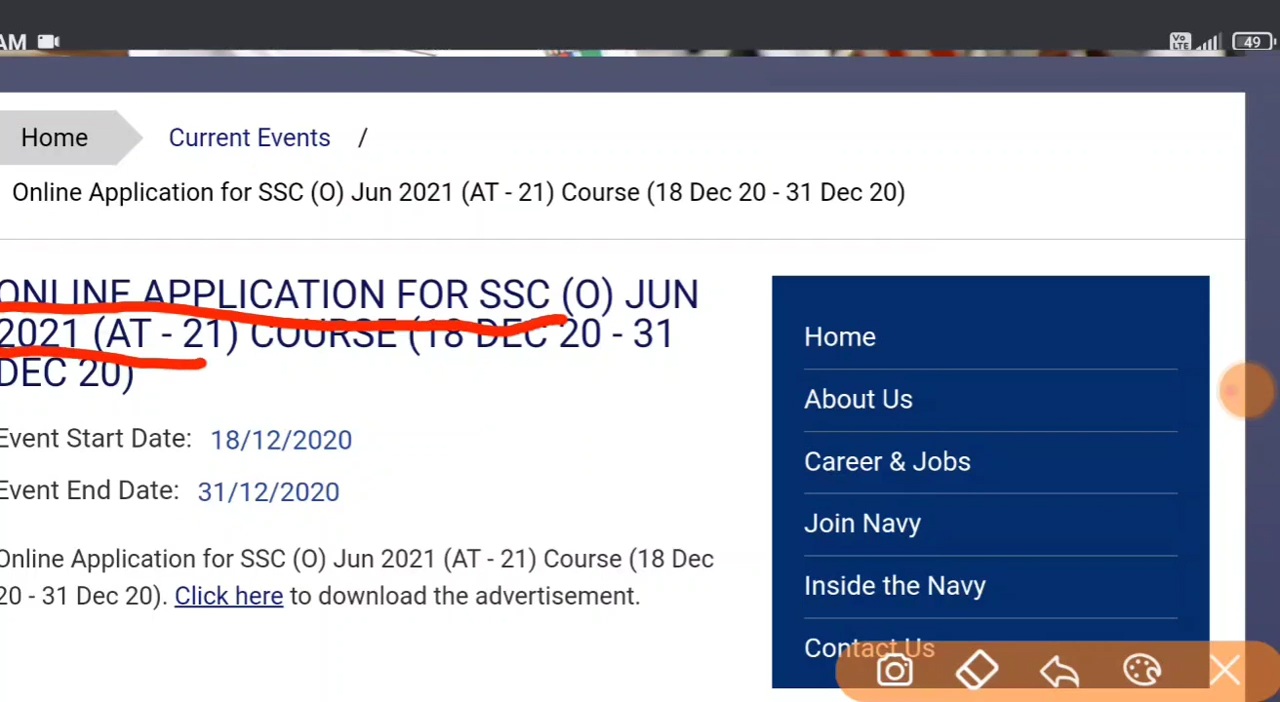 AM
Vo LTE
49
Home
Current Events /
Online Application for SSC (O) Jun 2021 (AT - 21) Course (18 Dec 20 - 31 Dec 20)
ONLINE APPLICATION FOR SSC (O) JUN
2021 (AT - 21) COURSE (18 DEC 20 - 31
DEC 20)
Event Start Date: 18/12/2020
Event End Date: 31/12/2020
Online Application for SSC (O) Jun 2021 (AT - 21) Course (18 Dec
20 - 31 Dec 20). Click here to download the advertisement.
Home
About Us
Career & Jobs
Join Navy
Inside the Navy
Contact Us